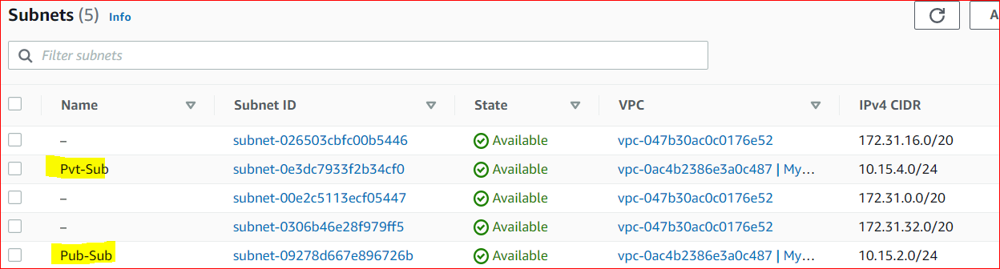 Subnets (5) Info
A
Filter subnets
Name Subnet ID State VPC IPv4 CIDR
– subnet-026503cbfc00b5446 Available vpc-047b30ac0c0176e52 172.31.16.0/20
Pvt-Sub subnet-0e3dc7933f2b34cf0 Available vpc-0ac4b2386e3a0c487 | My… 10.15.4.0/24
– subnet-00e2c5113ecf05447 Available vpc-047b30ac0c0176e52 172.31.0.0/20
– subnet-0306b46e28f979ff5 Available vpc-047b30ac0c0176e52 172.31.32.0/20
Pub-Sub subnet-09278d667e896726b Available vpc-0ac4b2386e3a0c487 | My… 10.15.2.0/24